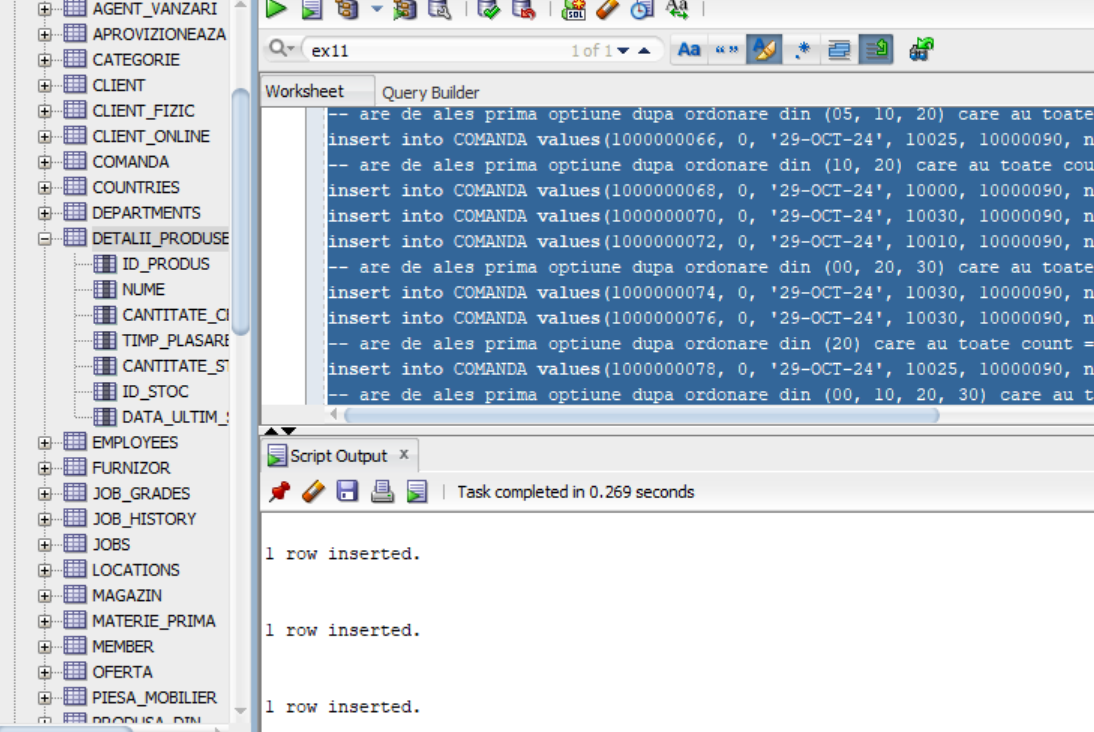 AGENT_VANZARI
APROVIZIONEAZA
CATEGORIE
CLIENT
CLIENT_FIZIC
CLIENT_ONLINE
COMANDA
COUNTRIES
DEPARTMENTS
DETALII_PRODUSE
ID_PRODUS
NUME
CANTITATE_
TIMP_PLASARE
CANTITATE_S
ID_STOC
DATA_ULTIM_
EMPLOYEES
FURNIZOR
JOB_GRADES
JOB_HISTORY
JOBS
LOCATIONS
MAGAZIN
MATERIE_PRIMA
MEMBER
OFERTA
PIESA_MOBILIER
PRODUSA_DIN
SQL
ex11 1 of 1 Aa “ ” .*
Worksheet Query Builder
-- are de ales prima optiune dupa ordonare din (05, 10, 20) care au toate
insert into COMANDA values(1000000066, 0, '29-OCT-24', 10025, 10000090, n
-- are de ales prima optiune dupa ordonare din (10, 20) care au toate cou
insert into COMANDA values(1000000068, 0, '29-OCT-24', 10000, 10000090, n
insert into COMANDA values(1000000070, 0, '29-OCT-24', 10030, 10000090, n
insert into COMANDA values(1000000072, 0, '29-OCT-24', 10010, 10000090, n
-- are de ales prima optiune dupa ordonare din (00, 20, 30) care au toate
insert into COMANDA values(1000000074, 0, '29-OCT-24', 10030, 10000090, n
insert into COMANDA values(1000000076, 0, '29-OCT-24', 10030, 10000090, n
-- are de ales prima optiune dupa ordonare din (20) care au toate count =
insert into COMANDA values(1000000078, 0, '29-OCT-24', 10025, 10000090, n
-- are de ales prima optiune dupa ordonare din (00, 10, 20, 30) care au t
Script Output x
Task completed in 0.269 seconds
1 row inserted.
1 row inserted.
1 row inserted.